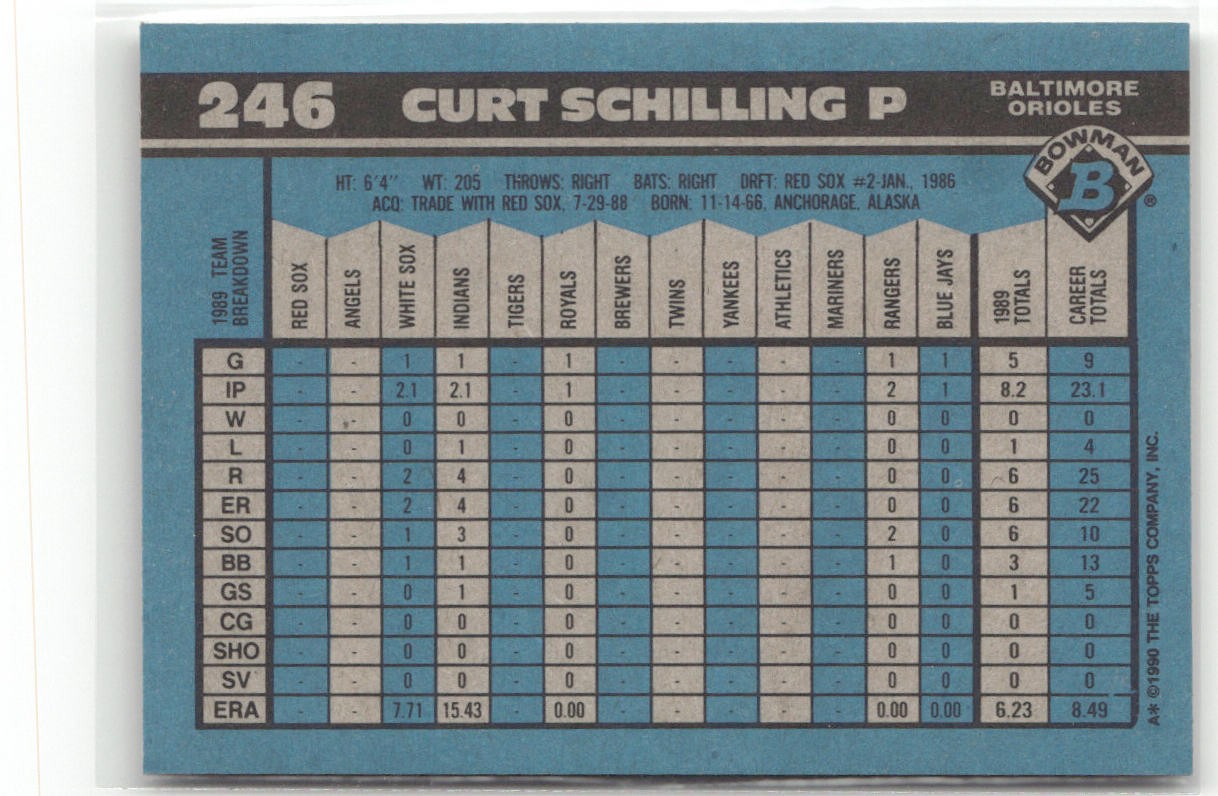 246 CURT SCHILLING P BALTIMORE
ORIOLES
BOWMAN
B
®
HT: 6'4" WT: 205 THROWS: RIGHT BATS: RIGHT DRFT: RED SOX #2-JAN., 1986
ACQ: TRADE WITH RED SOX, 7-29-88 BORN: 11-14-66, ANCHORAGE, ALASKA
1989 TEAM BREAKDOWN RED SOX ANGELS WHITE SOX INDIANS TIGERS ROYALS BREWERS TWINS YANKEES ATHLETICS MARINERS RANGERS BLUE JAYS 1989 TOTALS CAREER TOTALS
G - - 1 1 - 1 - - - - - 1 1 5 9
IP - - 2.1 2.1 - 1 - - - - - 2 1 8.2 23.1
W - - 0 0 - 0 - - - - - 0 0 0 0
L - - 0 1 - 0 - - - - - 0 0 1 4
R - - 2 4 - 0 - - - - - 0 0 6 25
ER - - 2 4 - 0 - - - - - 0 0 6 22
SO - - 1 3 - 0 - - - - - 2 0 6 10
BB - - 1 1 - 0 - - - - - 1 0 3 13
GS - - 0 1 - 0 - - - - - 0 0 1 5
CG - - 0 0 - 0 - - - - - 0 0 0 0
SHO - - 0 0 - 0 - - - - - 0 0 0 0
SV - - 0 0 - 0 - - - - - 0 0 0 0
ERA - - 7.71 15.43 - 0.00 - - - - - 0.00 0.00 6.23 8.49
A* ©1990 THE TOPPS COMPANY, INC.